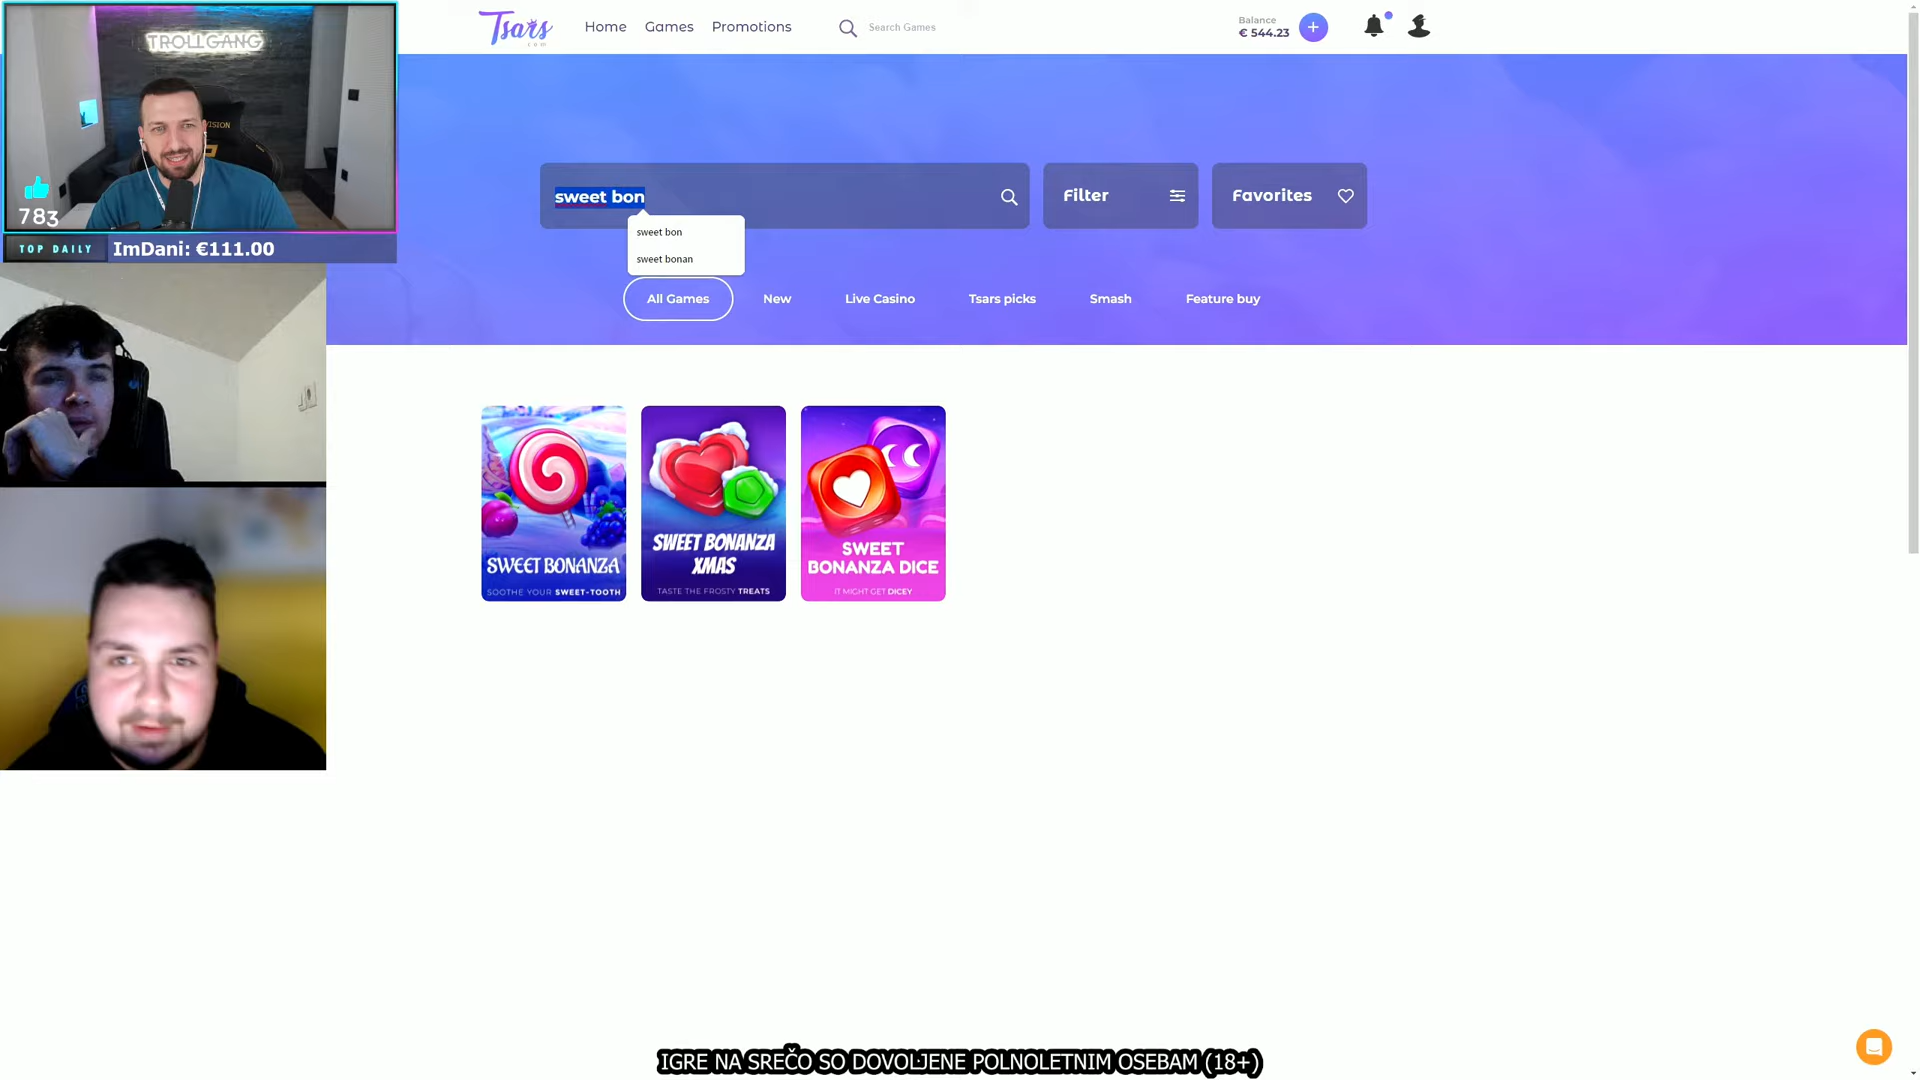 TROLLGANG
VISION
783
TOP DAILY
ImDani: €111.00
Tsars
.com
Home
Games
Promotions
Search Games
Balance
€ 544.23
sweet bon
Filter
Favorites
sweet bon
sweet bonan
All Games
New
Live Casino
Tsars picks
Smash
Feature buy
SWEET BONANZA
SOOTHE YOUR SWEET-TOOTH
SWEET BONANZA
XMAS
TASTE THE FROSTY TREATS
SWEET
BONANZA DICE
IT MIGHT GET DICEY
IGRE NA SREČO SO DOVOLJENE POLNOLETNIM OSEBAM (18+)